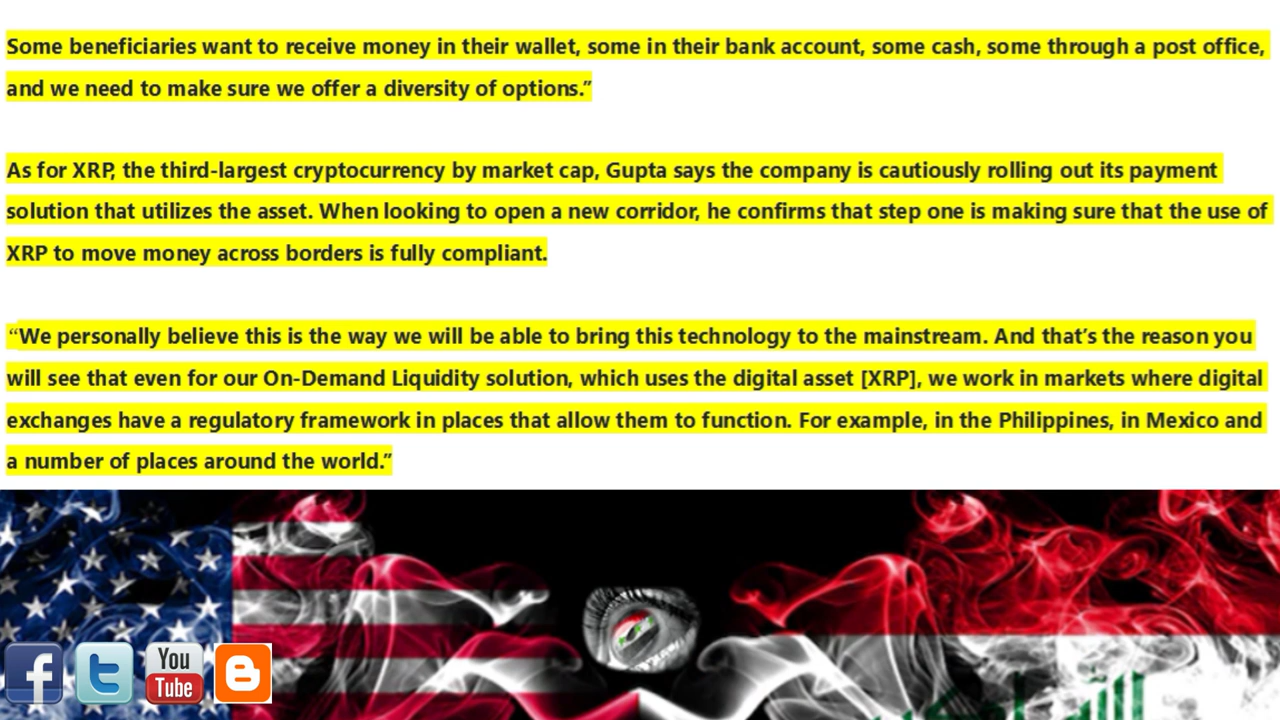 Some beneficiaries want to receive money in their wallet, some in their bank account, some cash, some through a post office,
and we need to make sure we offer a diversity of options.”
As for XRP, the third-largest cryptocurrency by market cap, Gupta says the company is cautiously rolling out its payment
solution that utilizes the asset. When looking to open a new corridor, he confirms that step one is making sure that the use of
XRP to move money across borders is fully compliant.
“We personally believe this is the way we will be able to bring this technology to the mainstream. And that’s the reason you
will see that even for our On-Demand Liquidity solution, which uses the digital asset [XRP], we work in markets where digital
exchanges have a regulatory framework in places that allow them to function. For example, in the Philippines, in Mexico and
a number of places around the world.”
You
Tube